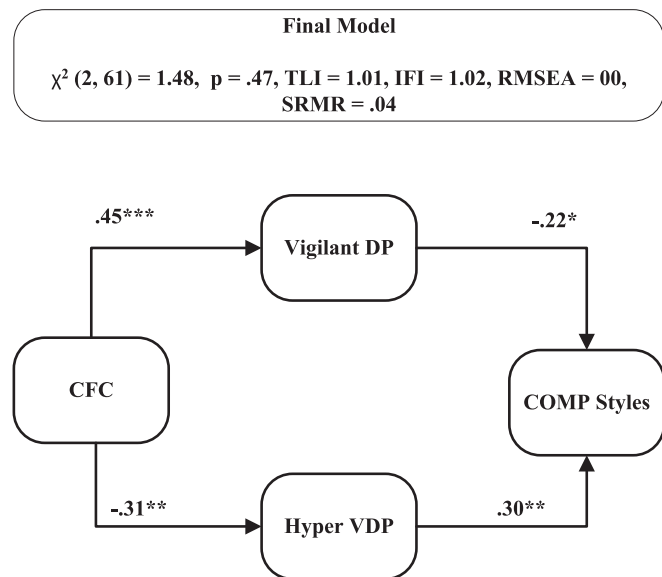 Final Model
χ² (2, 61) = 1.48, p = .47, TLI = 1.01, IFI = 1.02, RMSEA = 00,
SRMR = .04
.45***
-.22*
Vigilant DP
CFC
COMP Styles
-.31**
.30**
Hyper VDP